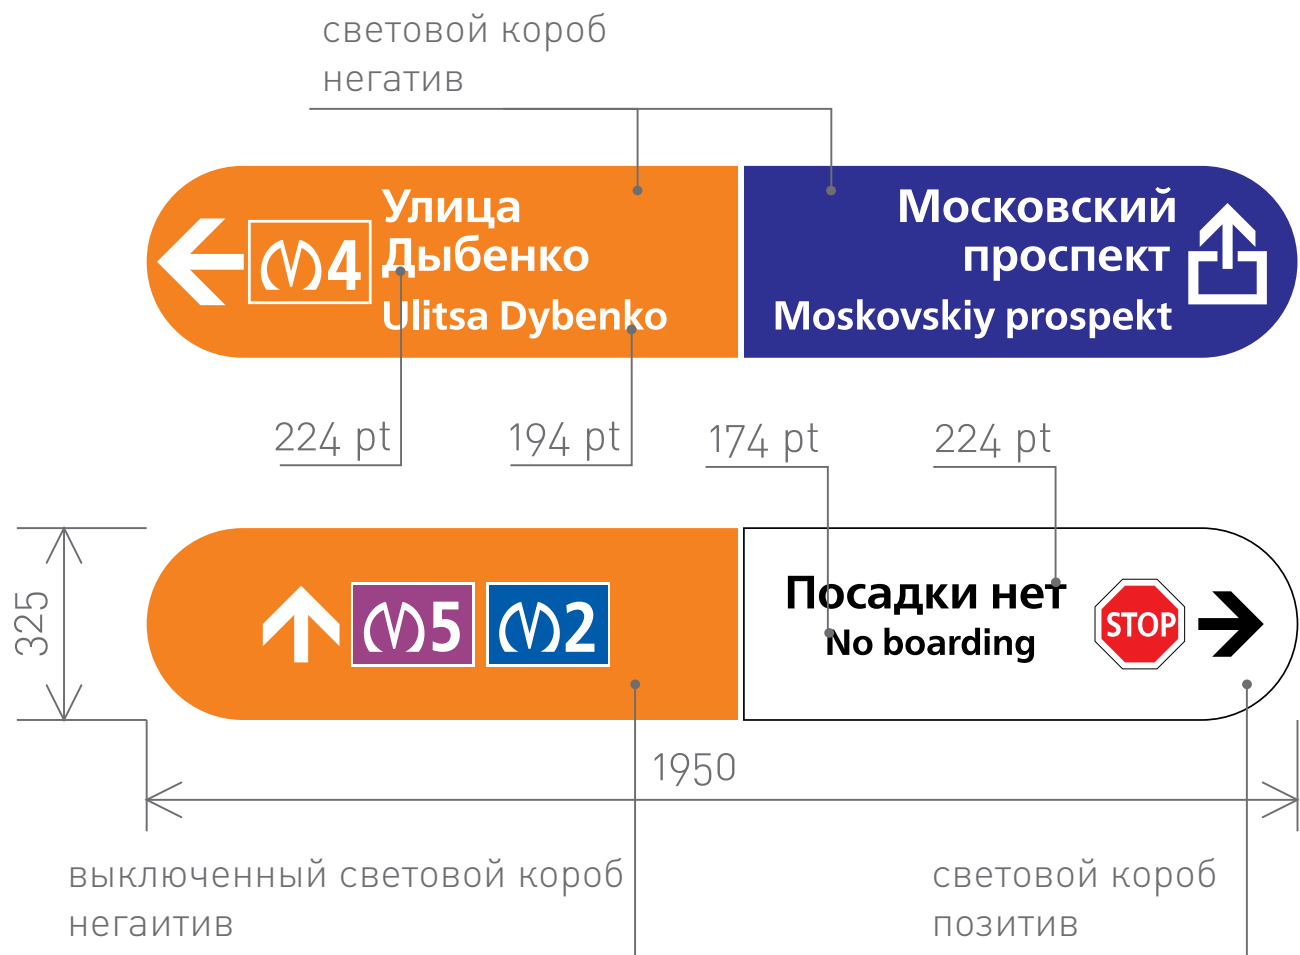 световой короб
негатив
4
Улица
Дыбенко
Ulitsa Dybenko
Московский
проспект
Moskovskiy prospekt
224 pt
194 pt
174 pt
224 pt
325
5
2
Посадки нет
No boarding
STOP
1950
выключенный световой короб
негаитив
световой короб
позитив